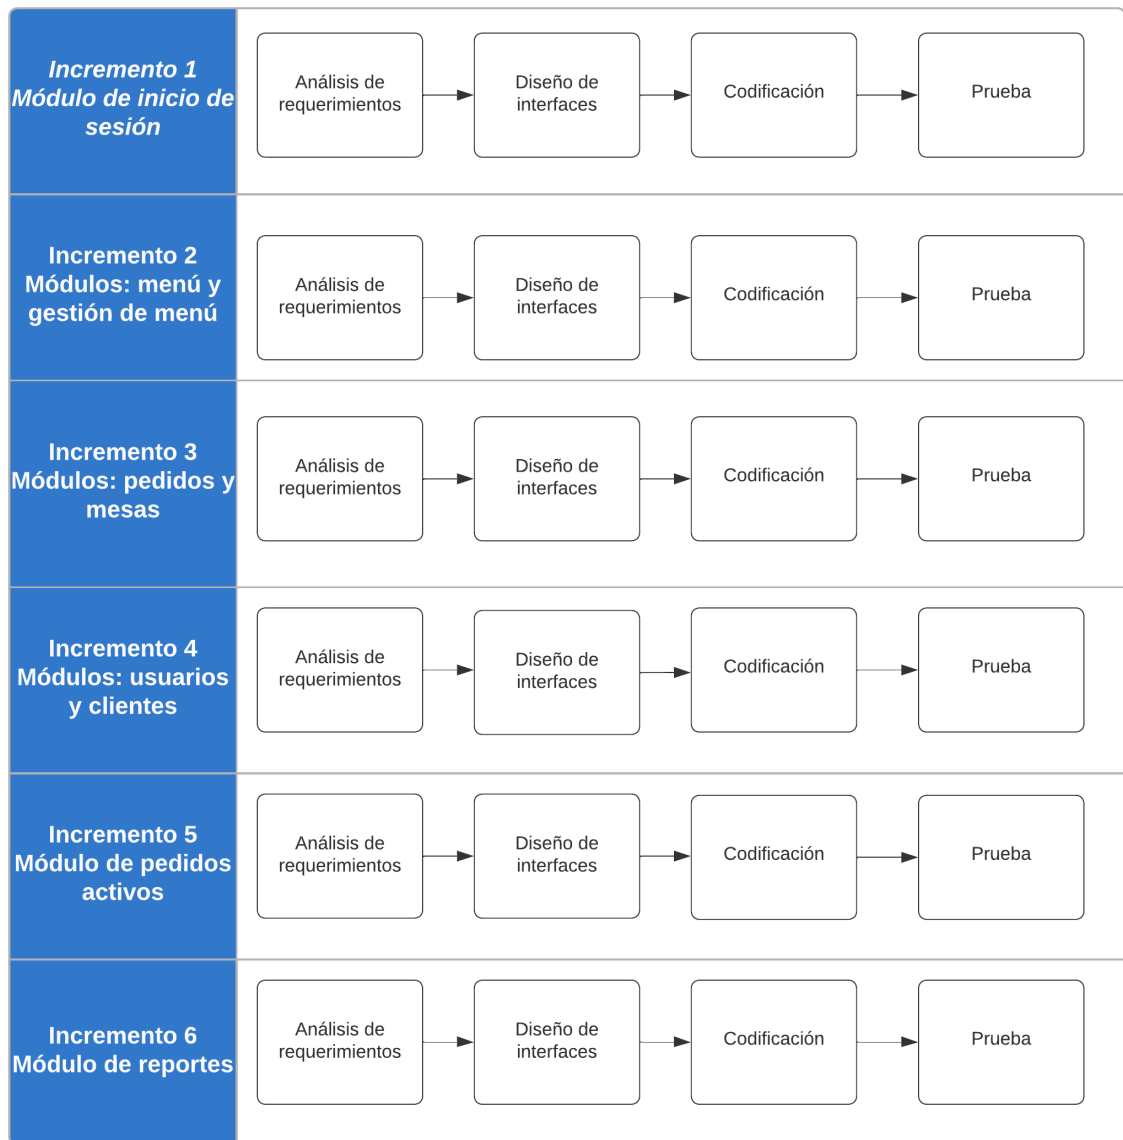 Incremento 1
Módulo de inicio de
sesión
Análisis de
requerimientos
Diseño de
interfaces
Codificación
Prueba
Incremento 2
Módulos: menú y
gestión de menú
Análisis de
requerimientos
Diseño de
interfaces
Codificación
Prueba
Incremento 3
Módulos: pedidos y
mesas
Análisis de
requerimientos
Diseño de
interfaces
Codificación
Prueba
Incremento 4
Módulos: usuarios
y clientes
Análisis de
requerimientos
Diseño de
interfaces
Codificación
Prueba
Incremento 5
Módulo de pedidos
activos
Análisis de
requerimientos
Diseño de
interfaces
Codificación
Prueba
Incremento 6
Módulo de reportes
Análisis de
requerimientos
Diseño de
interfaces
Codificación
Prueba